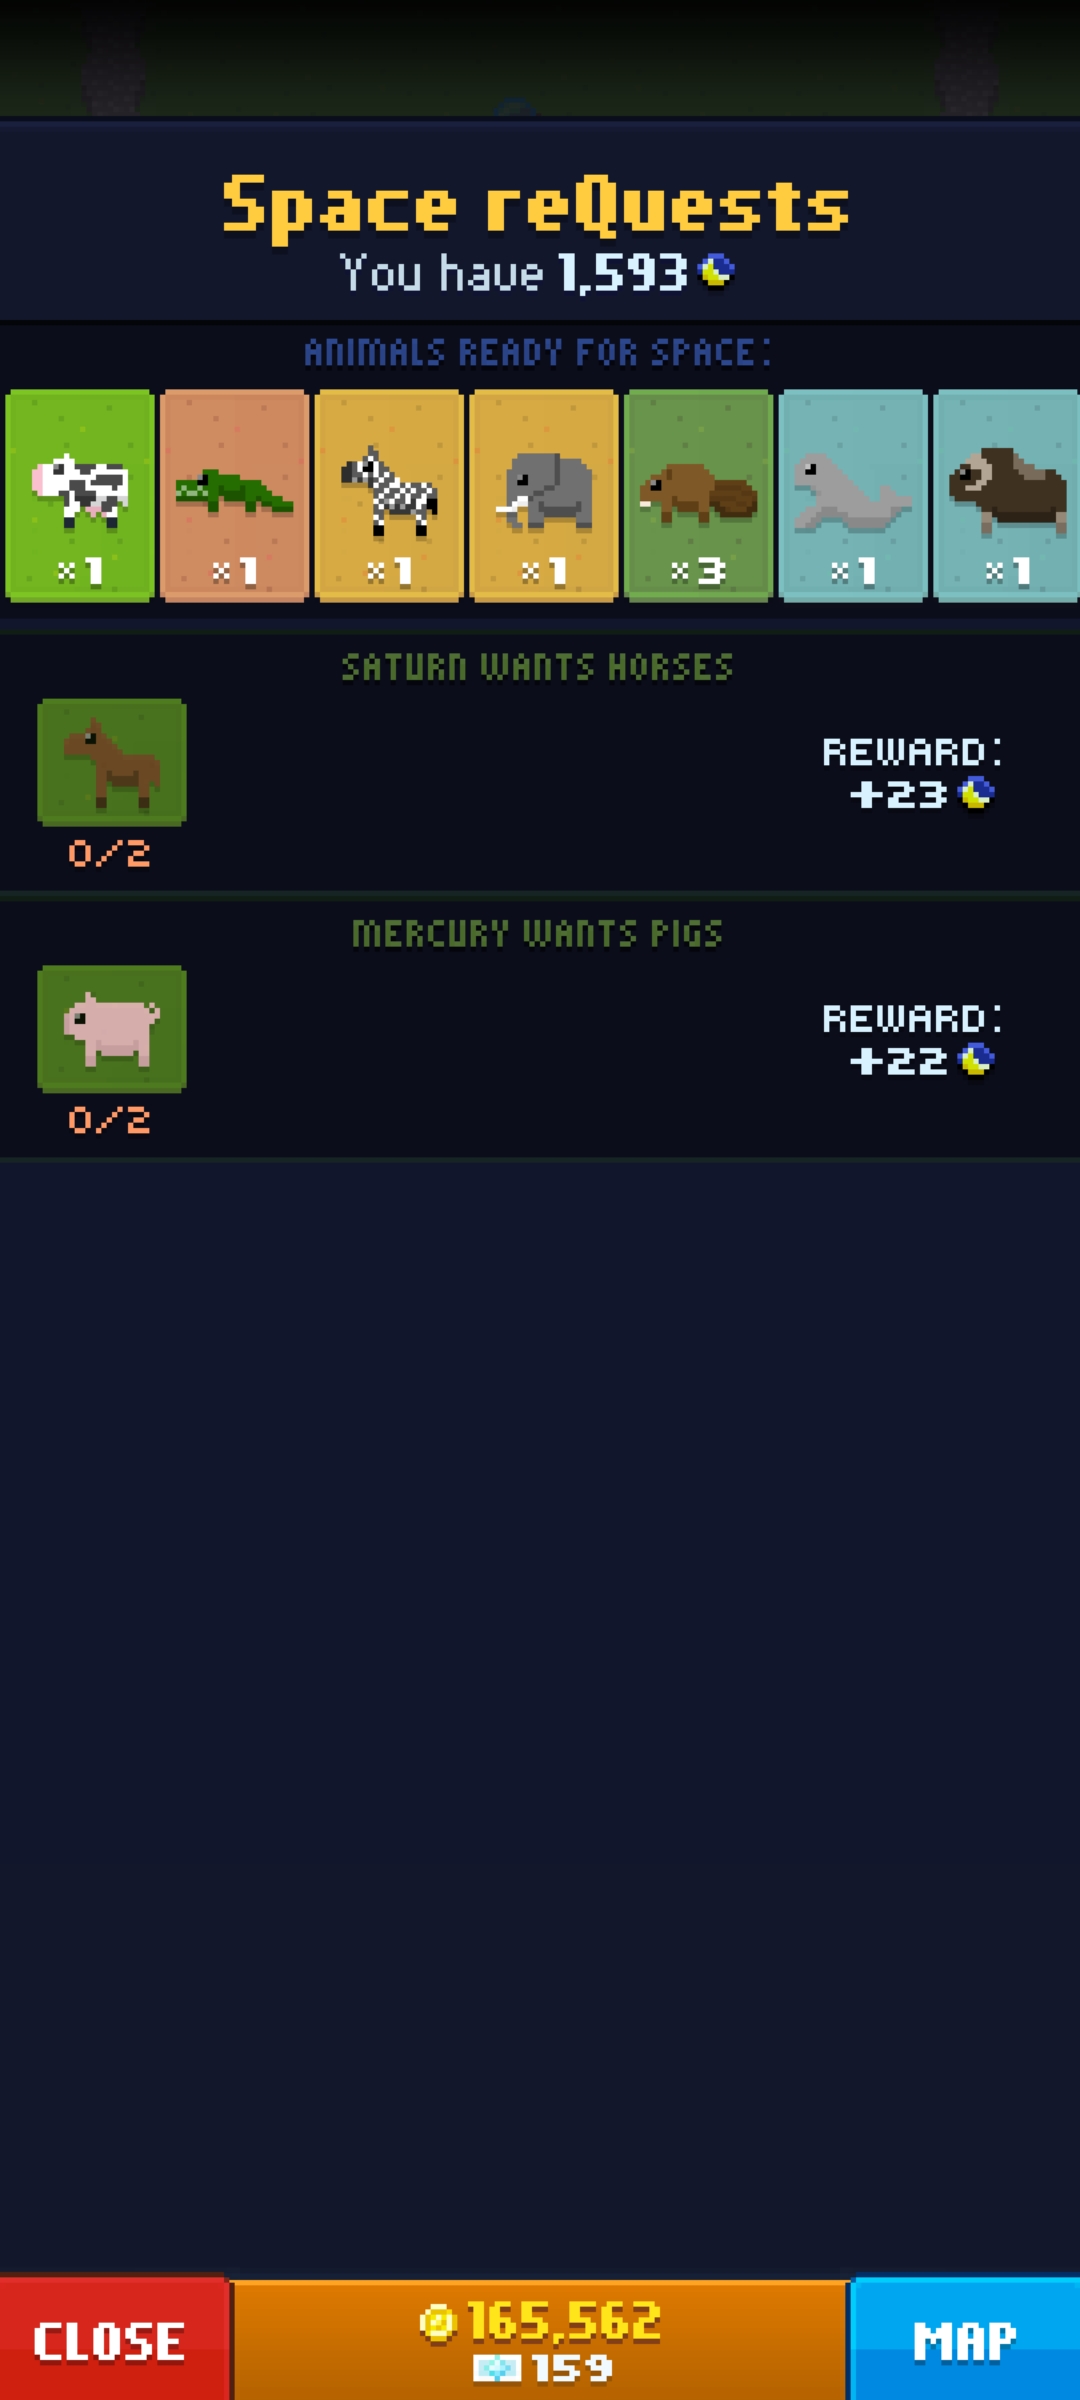 Space reQuests
You have 1,593
ANIMALS READY FOR SPACE:
×1 ×1 ×1 ×1 ×3 ×1 ×1
SATURN WANTS HORSES
REWARD:
+23
0/2
MERCURY WANTS PIGS
REWARD:
+22
0/2
CLOSE
165,562
159
MAP